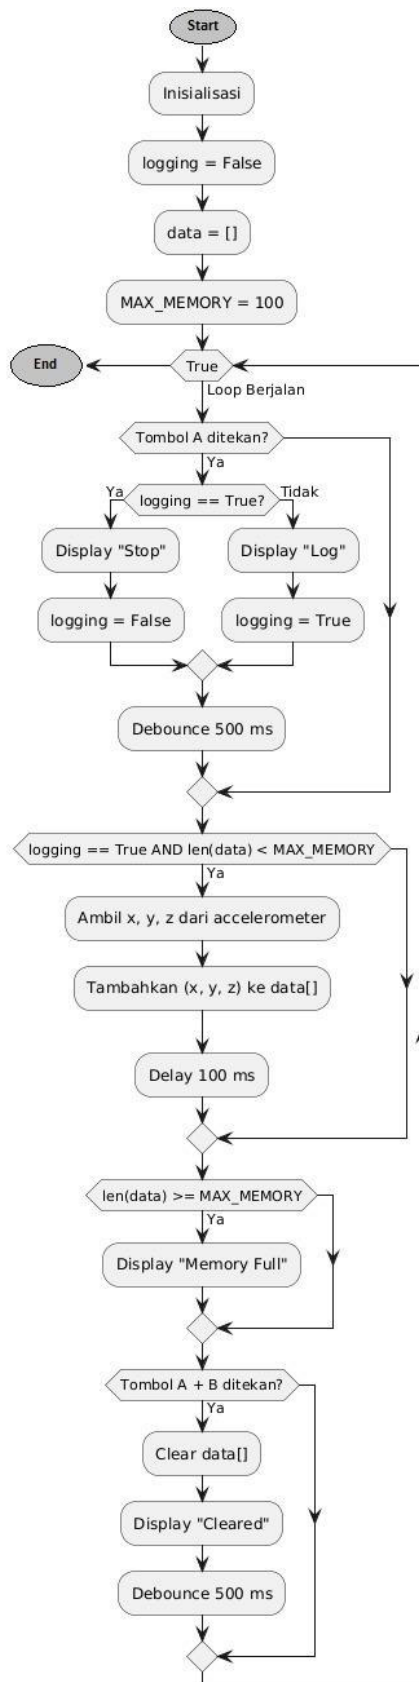 Start
Inisialisasi
logging = False
data = []
MAX_MEMORY = 100
End
True
Loop Berjalan
Tombol A ditekan?
Ya
Ya
logging == True?
Tidak
Display "Stop"
Display "Log"
logging = False
logging = True
Debounce 500 ms
logging == True AND len(data) < MAX_MEMORY
Ya
Ambil x, y, z dari accelerometer
Tambahkan (x, y, z) ke data[]
Delay 100 ms
len(data) >= MAX_MEMORY
Ya
Display "Memory Full"
Tombol A + B ditekan?
Ya
Clear data[]
Display "Cleared"
Debounce 500 ms